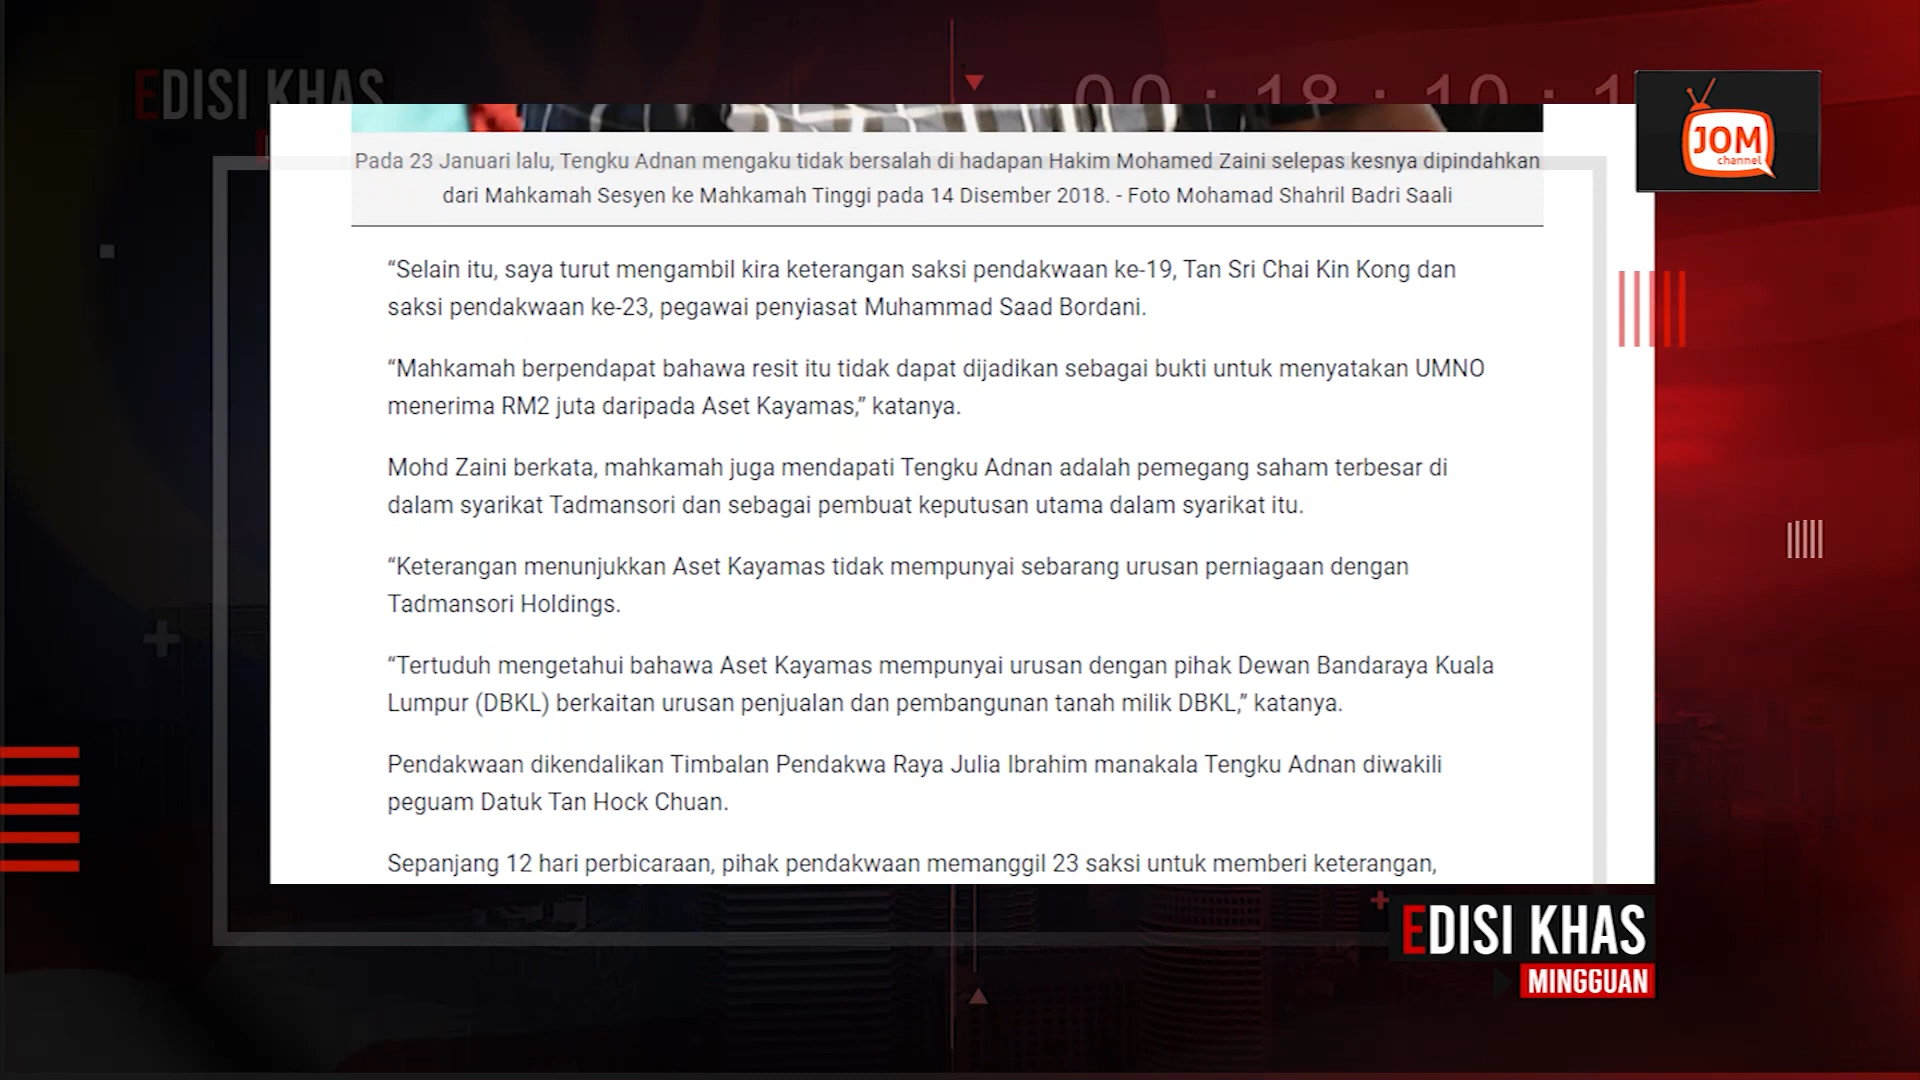 EDISI KHAS
00:18:10:1
JOM
channel
Pada 23 Januari lalu, Tengku Adnan mengaku tidak bersalah di hadapan Hakim Mohamed Zaini selepas kesnya dipindahkan
dari Mahkamah Sesyen ke Mahkamah Tinggi pada 14 Disember 2018. - Foto Mohamad Shahril Badri Saali
“Selain itu, saya turut mengambil kira keterangan saksi pendakwaan ke-19, Tan Sri Chai Kin Kong dan
saksi pendakwaan ke-23, pegawai penyiasat Muhammad Saad Bordani.
“Mahkamah berpendapat bahawa resit itu tidak dapat dijadikan sebagai bukti untuk menyatakan UMNO
menerima RM2 juta daripada Aset Kayamas,” katanya.
Mohd Zaini berkata, mahkamah juga mendapati Tengku Adnan adalah pemegang saham terbesar di
dalam syarikat Tadmansori dan sebagai pembuat keputusan utama dalam syarikat itu.
“Keterangan menunjukkan Aset Kayamas tidak mempunyai sebarang urusan perniagaan dengan
Tadmansori Holdings.
“Tertuduh mengetahui bahawa Aset Kayamas mempunyai urusan dengan pihak Dewan Bandaraya Kuala
Lumpur (DBKL) berkaitan urusan penjualan dan pembangunan tanah milik DBKL,” katanya.
Pendakwaan dikendalikan Timbalan Pendakwa Raya Julia Ibrahim manakala Tengku Adnan diwakili
peguam Datuk Tan Hock Chuan.
Sepanjang 12 hari perbicaraan, pihak pendakwaan memanggil 23 saksi untuk memberi keterangan,
EDISI KHAS
MINGGUAN